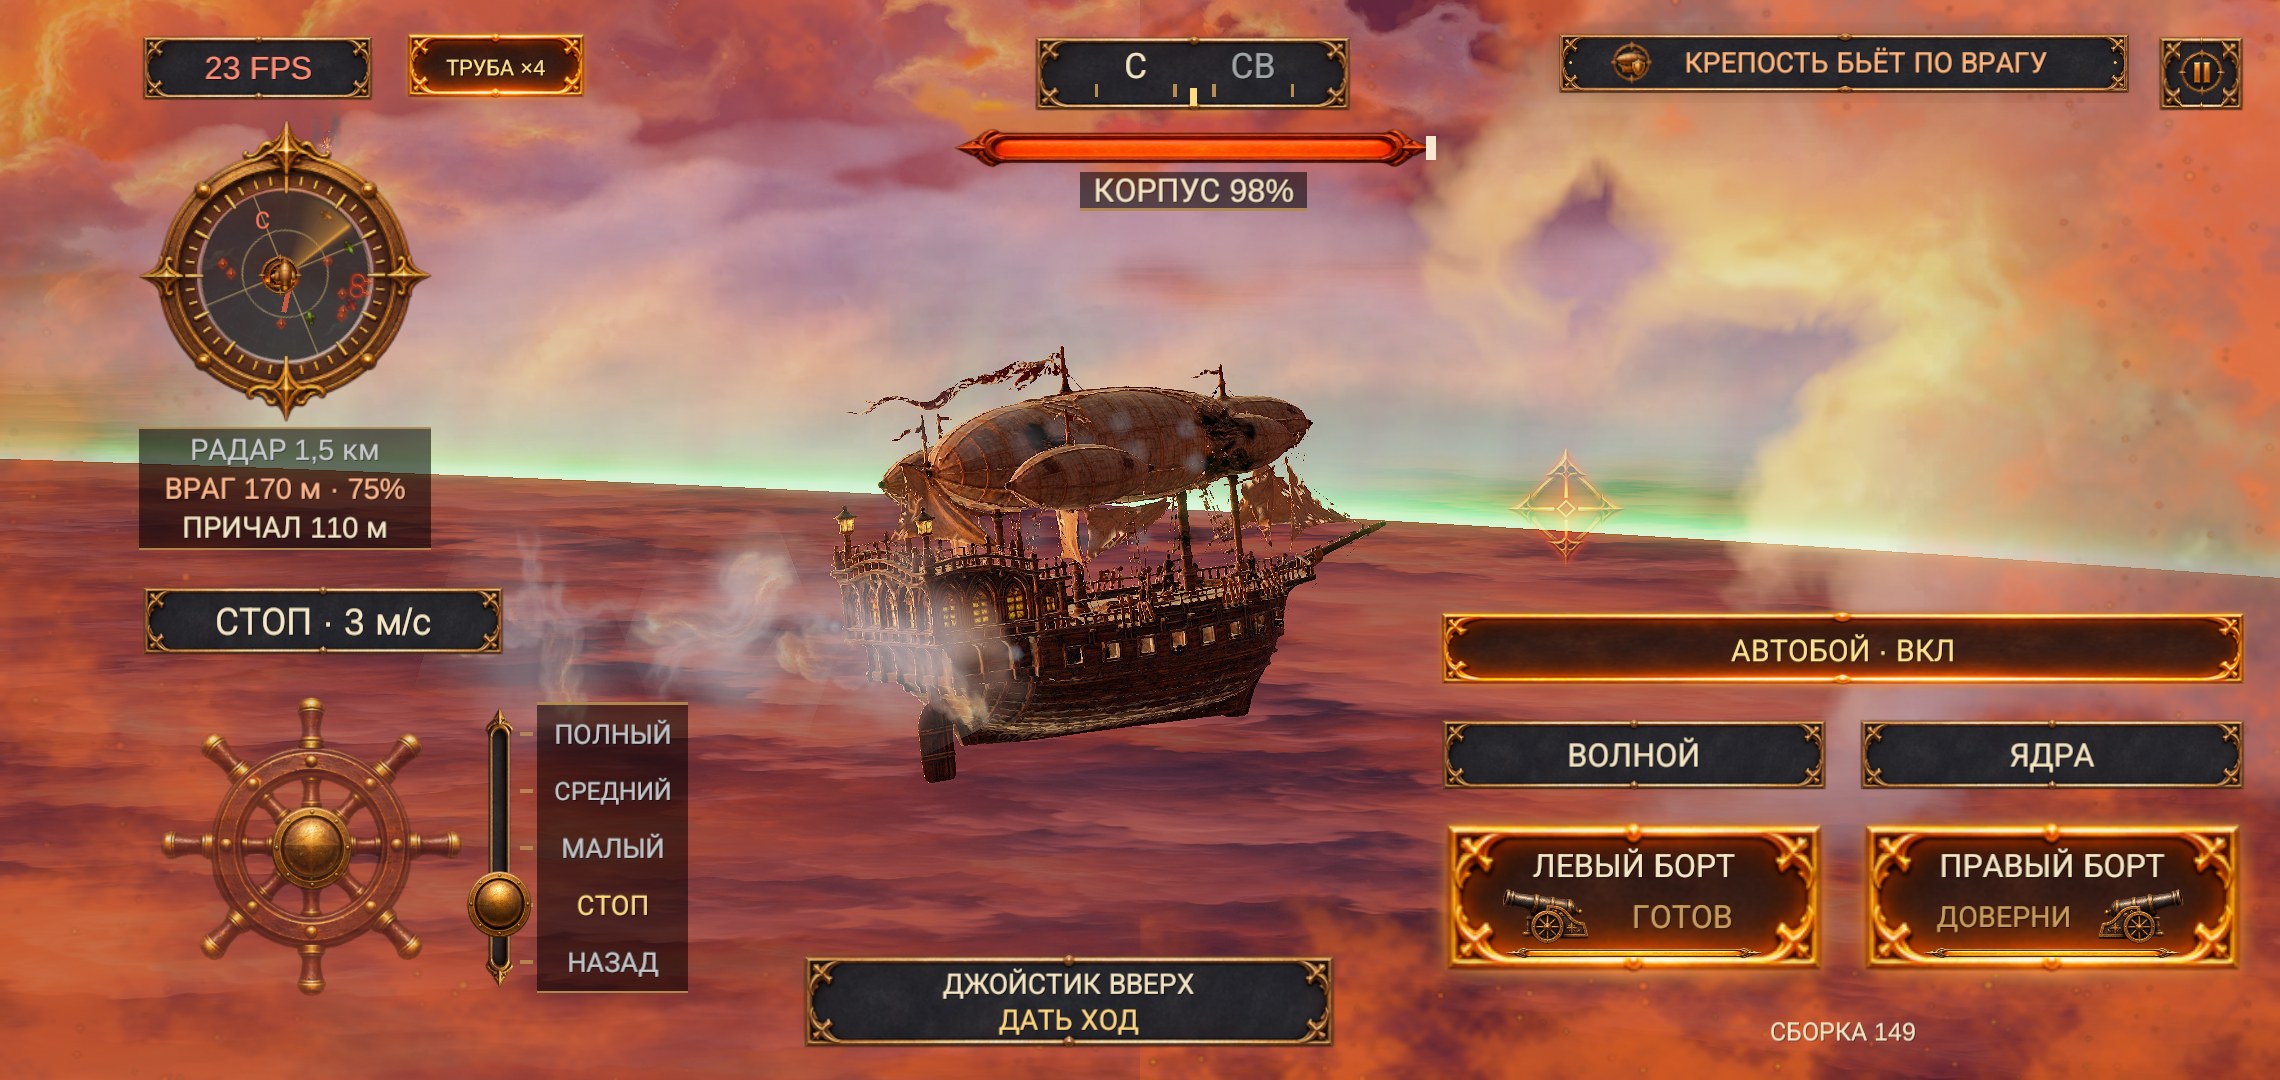 23 FPS
ТРУБА ×4
С СВ
КРЕПОСТЬ БЬЁТ ПО ВРАГУ
КОРПУС 98%
С
8
РАДАР 1,5 км
ВРАГ 170 м · 75%
ПРИЧАЛ 110 м
СТОП · 3 м/с
ПОЛНЫЙ
СРЕДНИЙ
МАЛЫЙ
СТОП
НАЗАД
ДЖОЙСТИК ВВЕРХ
ДАТЬ ХОД
АВТОБОЙ · ВКЛ
ВОЛНОЙ
ЯДРА
ЛЕВЫЙ БОРТ
ГОТОВ
ПРАВЫЙ БОРТ
ДОВЕРНИ
СБОРКА 149